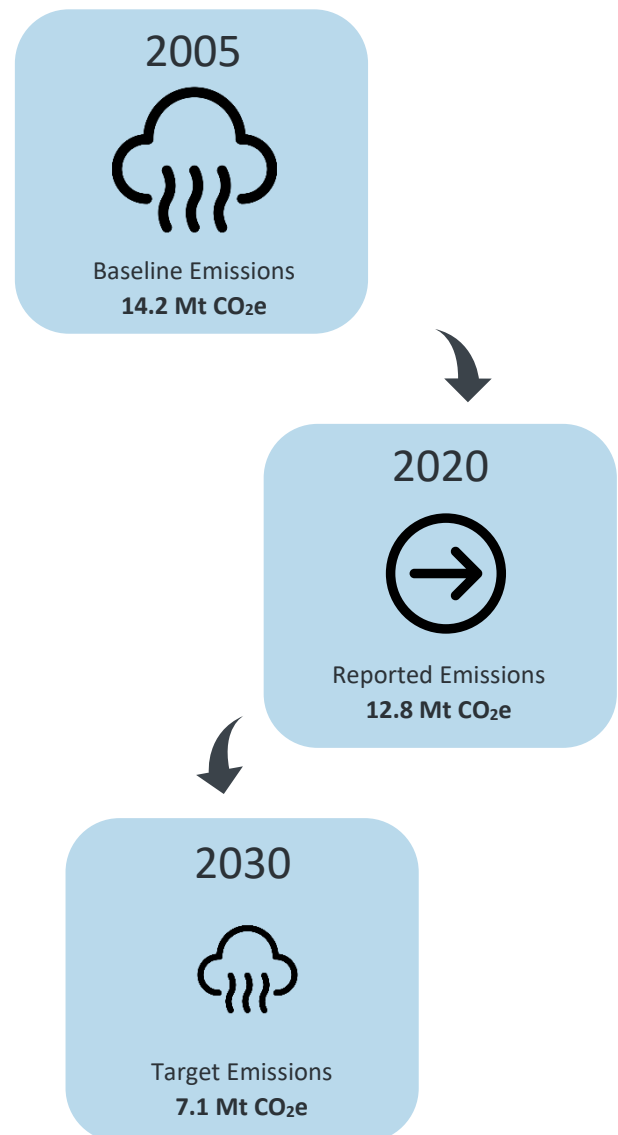 2005
Baseline Emissions
14.2 Mt CO₂e
2020
Reported Emissions
12.8 Mt CO₂e
2030
Target Emissions
7.1 Mt CO₂e